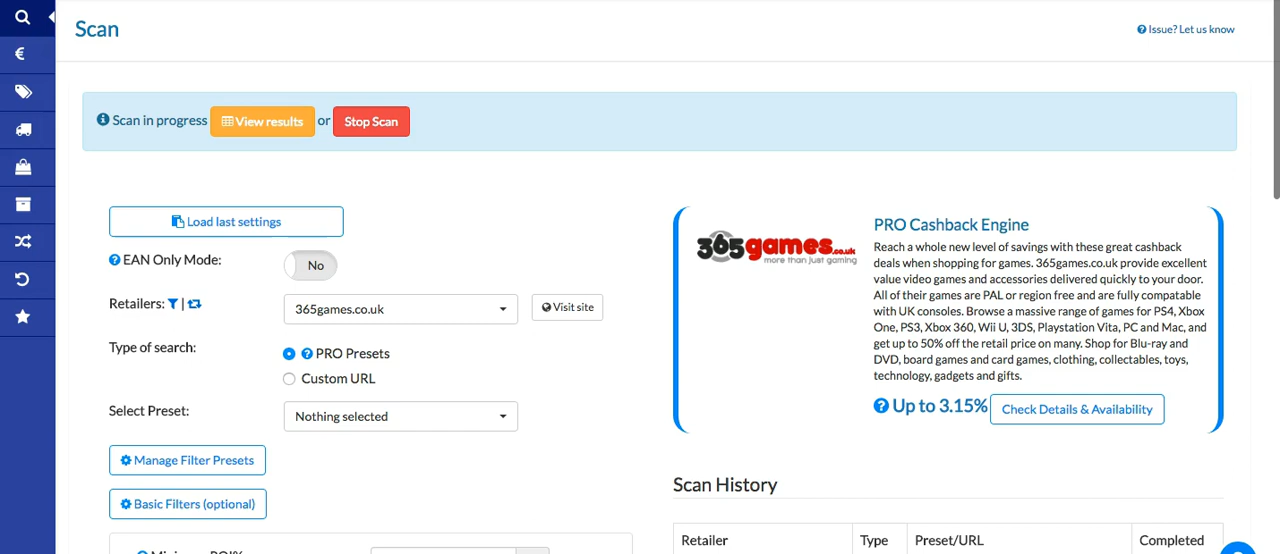 Scan
Issue? Let us know
Scan in progress View results or Stop Scan
Load last settings
EAN Only Mode: No
Retailers: | 365games.co.uk Visit site
Type of search: PRO Presets
Custom URL
Select Preset: Nothing selected
Manage Filter Presets
Basic Filters (optional)
365games.co.uk
more than just gaming
PRO Cashback Engine
Reach a whole new level of savings with these great cashback
deals when shopping for games. 365games.co.uk provide excellent
value video games and accessories delivered quickly to your door.
All of their games are PAL or region free and are fully compatable
with UK consoles. Browse a massive range of games for PS4, Xbox
One, PS3, Xbox 360, Wii U, 3DS, Playstation Vita, PC and Mac, and
get up to 50% off the retail price on many. Shop for Blu-ray and
DVD, board games and card games, clothing, collectables, toys,
technology, gadgets and gifts.
Up to 3.15% Check Details & Availability
Scan History
Retailer Type Preset/URL Completed